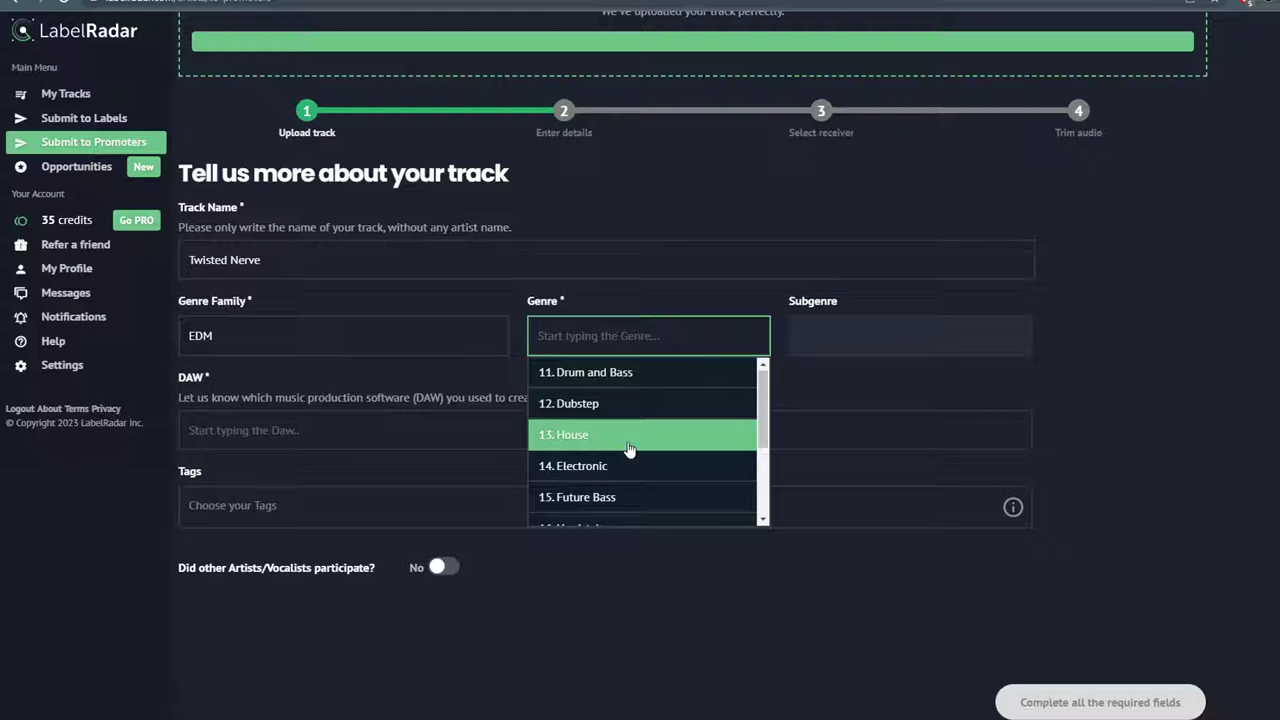 We've uploaded your track perfectly.
LabelRadar
Main Menu
My Tracks
Submit to Labels
Submit to Promoters
Opportunities New
Your Account
35 credits Go PRO
Refer a friend
My Profile
Messages
Notifications
Help
Settings
Logout About Terms Privacy
© Copyright 2023 LabelRadar Inc.
1 2 3 4
Upload track Enter details Select receiver Trim audio
Tell us more about your track
Track Name *
Please only write the name of your track, without any artist name.
Twisted Nerve
Genre Family * Genre * Subgenre
EDM Start typing the Genre...
11. Drum and Bass
12. Dubstep
13. House
14. Electronic
15. Future Bass
DAW *
Let us know which music production software (DAW) you used to
Start typing the Daw..
Tags
Choose your Tags
Did other Artists/Vocalists participate? No
Complete all the required fields